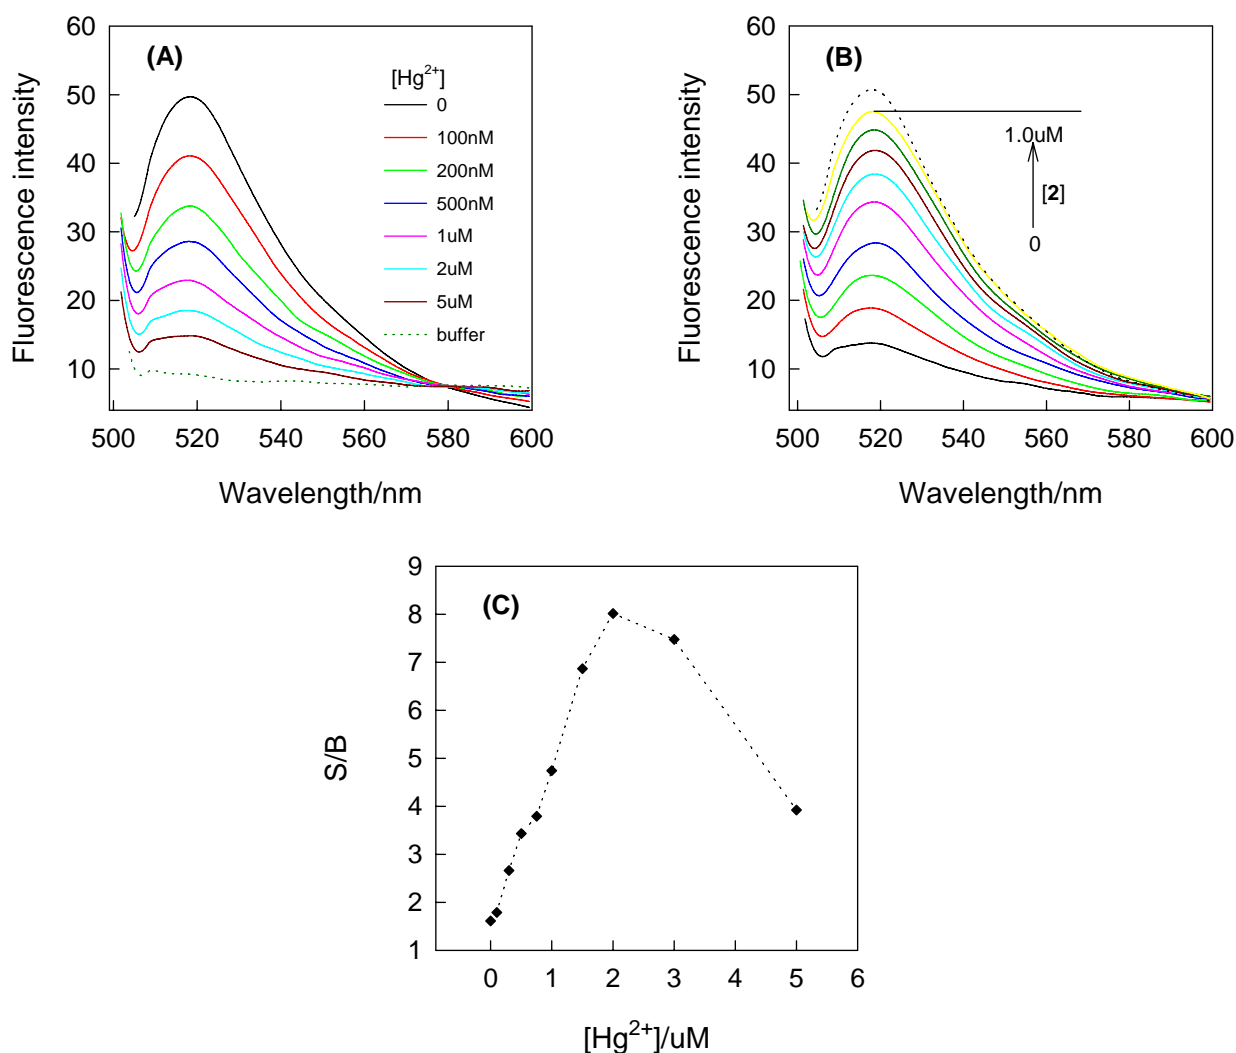 (A)
[Hg2+]
0
100nM
200nM
500nM
1uM
2uM
5uM
buffer
60
50
40
30
20
10
500 520 540 560 580 600
Fluorescence intensity
Wavelength/nm
(B)
1.0uM
[2]
0
60
50
40
30
20
10
500 520 540 560 580 600
Fluorescence intensity
Wavelength/nm
(C)
9
8
7
6
5
4
3
2
1
0 1 2 3 4 5 6
S/B
[Hg2+]/uM